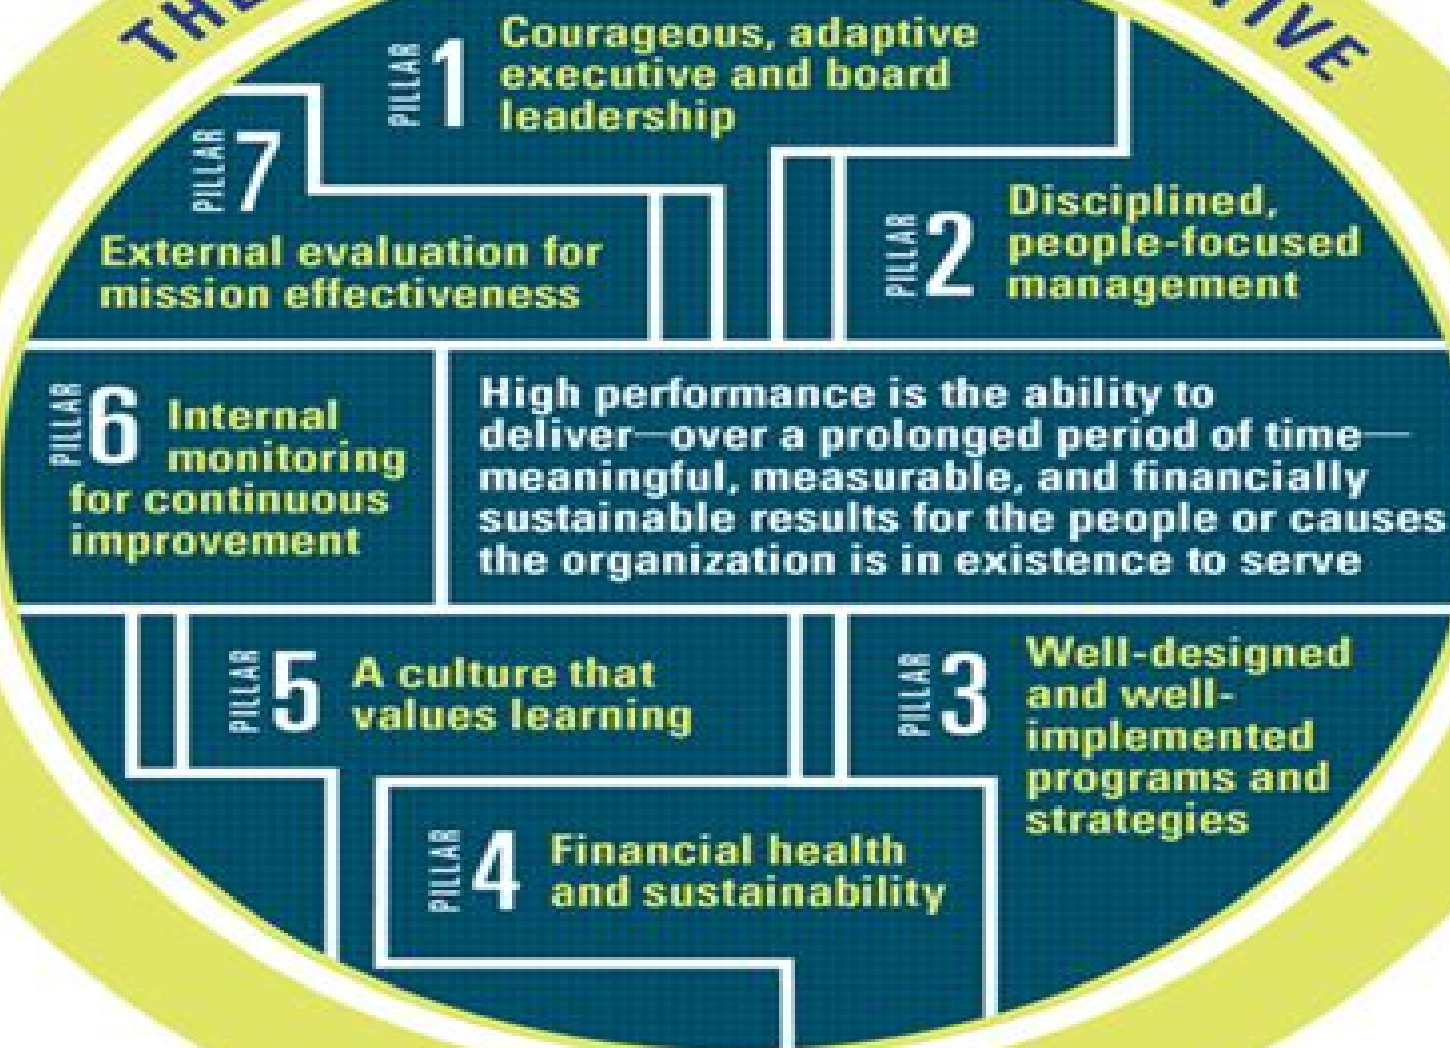 THE
TIVE
PILLAR 1
Courageous, adaptive
executive and board
leadership
PILLAR 7
External evaluation for
mission effectiveness
PILLAR 2
Disciplined,
people-focused
management
PILLAR 6
Internal
monitoring
for continuous
improvement
High performance is the ability to
deliver—over a prolonged period of time—
meaningful, measurable, and financially
sustainable results for the people or causes
the organization is in existence to serve
PILLAR 5
A culture that
values learning
PILLAR 3
Well-designed
and well-
implemented
programs and
strategies
PILLAR 4
Financial health
and sustainability